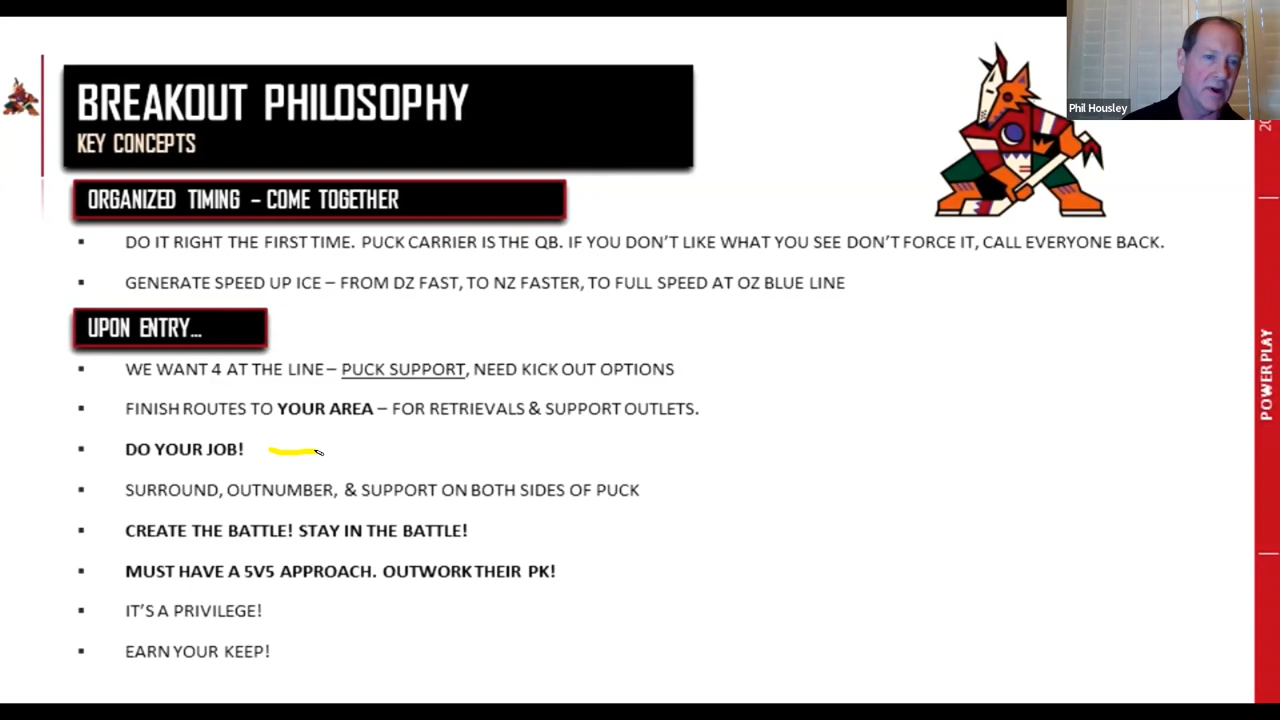 BREAKOUT PHILOSOPHY
KEY CONCEPTS
Phil Housley
ORGANIZED TIMING – COME TOGETHER
DO IT RIGHT THE FIRST TIME. PUCK CARRIER IS THE QB. IF YOU DON'T LIKE WHAT YOU SEE DON'T FORCE IT, CALL EVERYONE BACK.
GENERATE SPEED UP ICE – FROM DZ FAST, TO NZ FASTER, TO FULL SPEED AT OZ BLUE LINE
UPON ENTRY...
WE WANT 4 AT THE LINE – PUCK SUPPORT, NEED KICK OUT OPTIONS
FINISH ROUTES TO YOUR AREA – FOR RETRIEVALS & SUPPORT OUTLETS.
DO YOUR JOB!
SURROUND, OUTNUMBER, & SUPPORT ON BOTH SIDES OF PUCK
CREATE THE BATTLE! STAY IN THE BATTLE!
MUST HAVE A 5V5 APPROACH. OUTWORK THEIR PK!
IT'S A PRIVILEGE!
EARN YOUR KEEP!
POWER PLAY